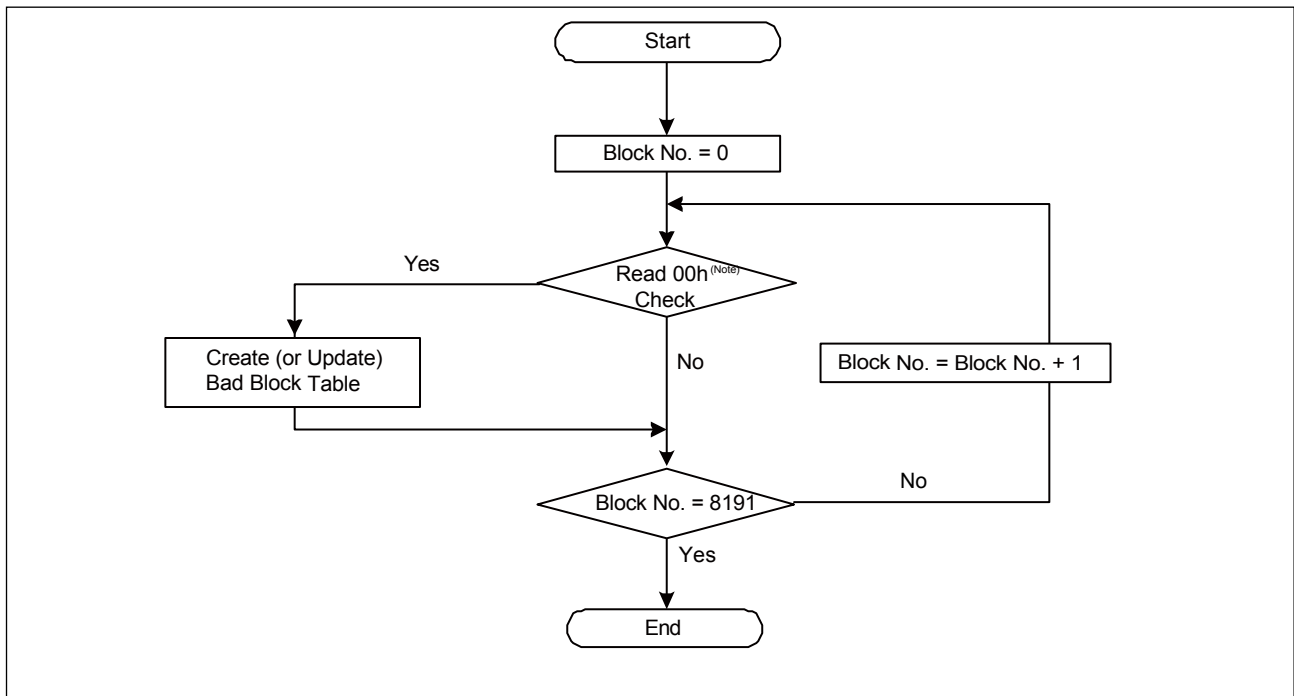 Start
Block No. = 0
Yes
Read 00h (Note)
Check
Create (or Update)
Bad Block Table
No
Block No. = Block No. + 1
Block No. = 8191
No
Yes
End